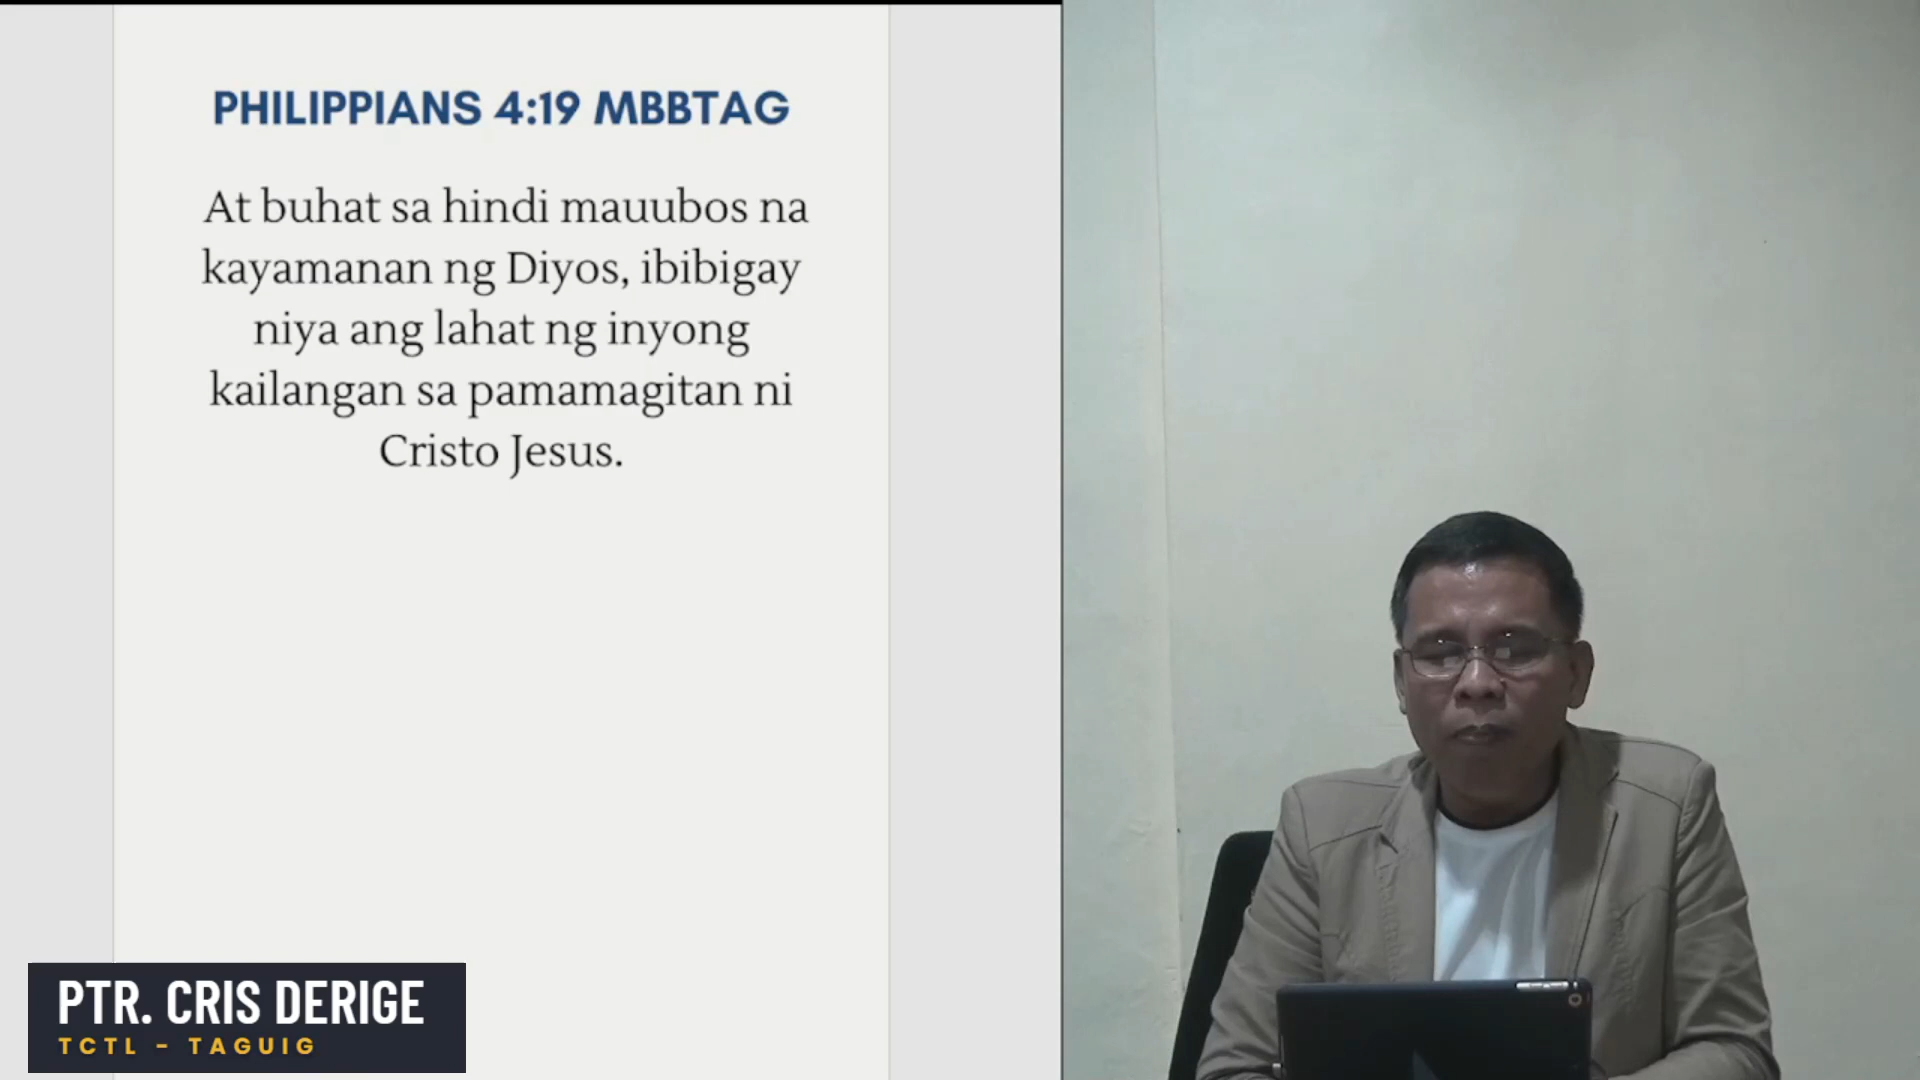 PHILIPPIANS 4:19 MBBTAG
At buhat sa hindi mauubos na
kayamanan ng Diyos, ibibigay
niya ang lahat ng inyong
kailangan sa pamamagitan ni
Cristo Jesus.
PTR. CRIS DERIGE
TCTL - TAGUIG